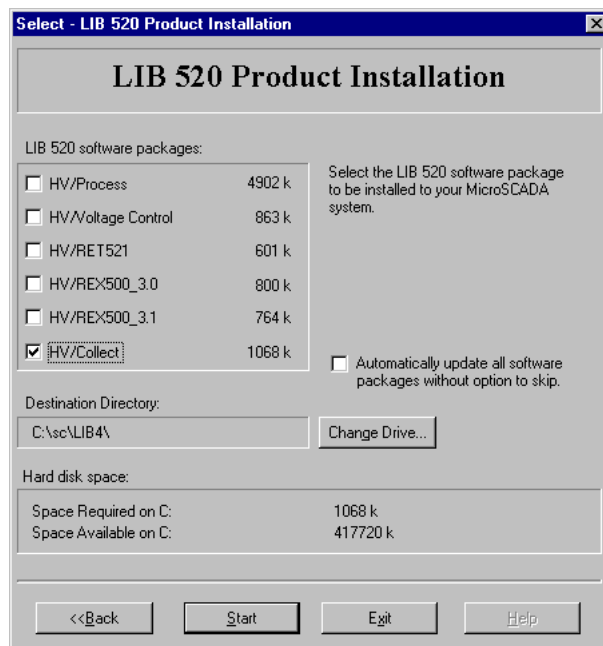 Select - LIB 520 Product Installation
LIB 520 Product Installation
LIB 520 software packages:
HV/Process 4902 k
HV/Voltage Control 863 k
HV/RET521 601 k
HV/REX500_3.0 800 k
HV/REX500_3.1 764 k
HV/Collect 1068 k
Select the LIB 520 software package
to be installed to your MicroSCADA
system.
Automatically update all software
packages without option to skip.
Destination Directory:
C:\sc\LIB4\
Change Drive...
Hard disk space:
Space Required on C: 1068 k
Space Available on C: 417720 k
<<Back Start Exit Help